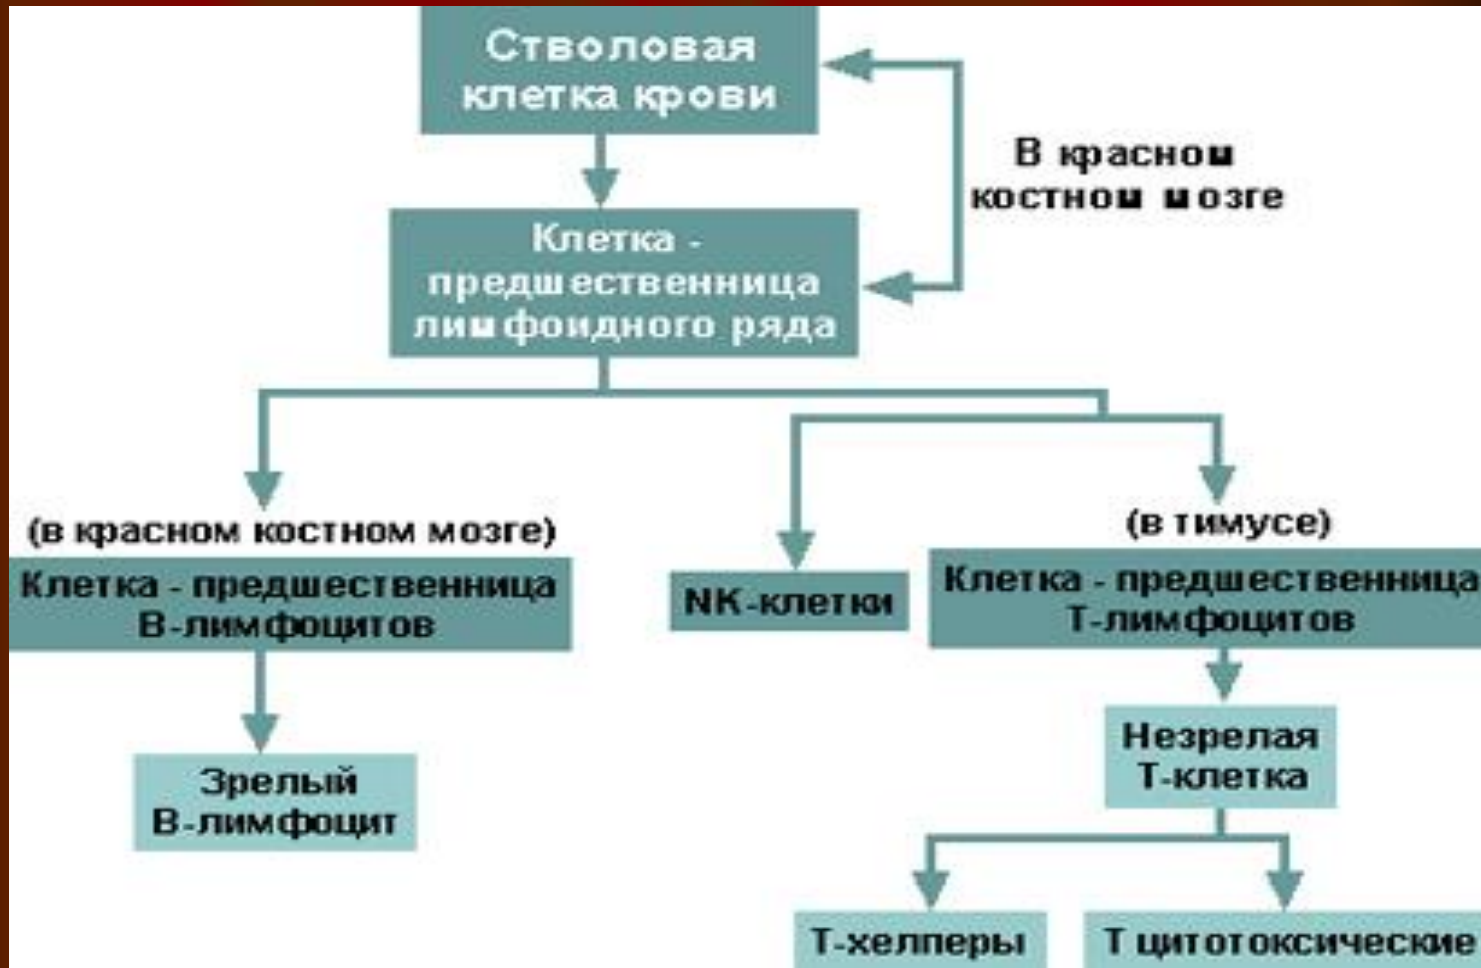 Стволовая
клетка крови
В красном
костном мозге
Клетка -
предшественница
лимфоидного ряда
(в красном костном мозге)
Клетка - предшественница
В-лимфоцитов
NK-клетки
(в тимусе)
Клетка - предшественница
Т-лимфоцитов
Зрелый
В-лимфоцит
Незрелая
Т-клетка
Т-хелперы
Т цитотоксические